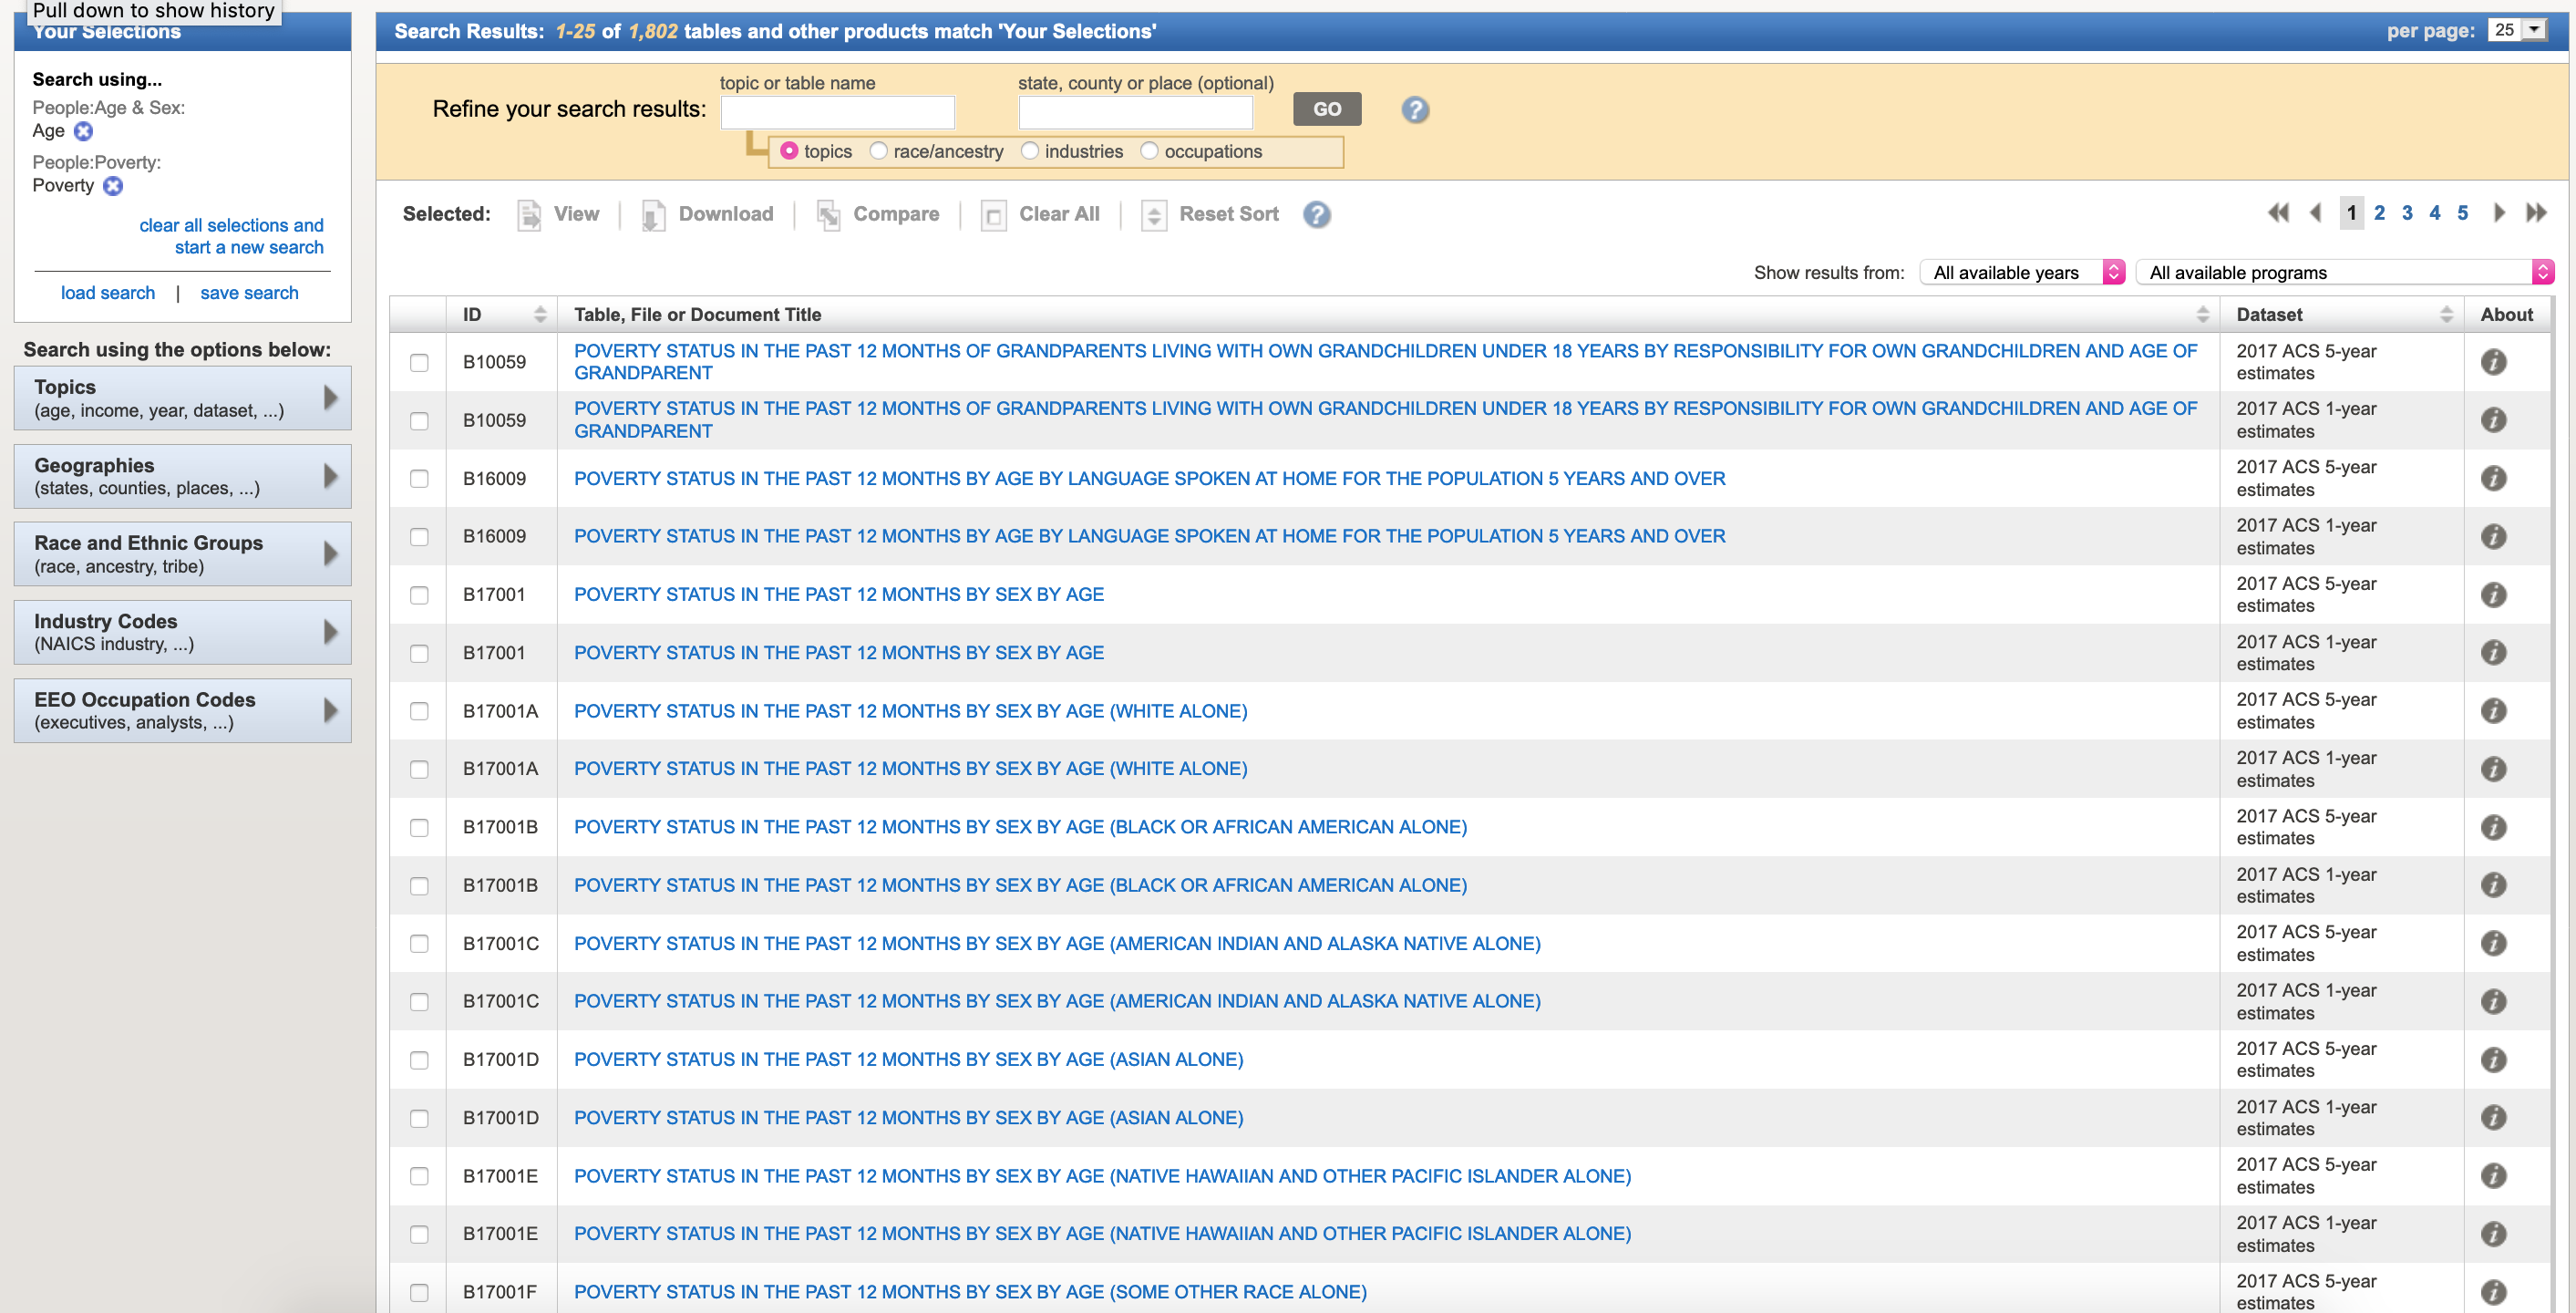 Pull down to show history
Your Selections
Search using...
People:Age & Sex:
Age
People:Poverty:
Poverty
clear all selections and
start a new search
load search | save search
Search using the options below:
Topics
(age, income, year, dataset, ...)
Geographies
(states, counties, places, ...)
Race and Ethnic Groups
(race, ancestry, tribe)
Industry Codes
(NAICS industry, ...)
EEO Occupation Codes
(executives, analysts, ...)
Search Results: 1-25 of 1,802 tables and other products match 'Your Selections'
per page: 25
topic or table name
state, county or place (optional)
Refine your search results:
GO
?
topics race/ancestry industries occupations
Selected: View | Download | Compare | Clear All | Reset Sort ?
1 2 3 4 5
Show results from: All available years All available programs
ID Table, File or Document Title Dataset About
B10059 POVERTY STATUS IN THE PAST 12 MONTHS OF GRANDPARENTS LIVING WITH OWN GRANDCHILDREN UNDER 18 YEARS BY RESPONSIBILITY FOR OWN GRANDCHILDREN AND AGE OF 2017 ACS 5-year
GRANDPARENT estimates
B10059 POVERTY STATUS IN THE PAST 12 MONTHS OF GRANDPARENTS LIVING WITH OWN GRANDCHILDREN UNDER 18 YEARS BY RESPONSIBILITY FOR OWN GRANDCHILDREN AND AGE OF 2017 ACS 1-year
GRANDPARENT estimates
B16009 POVERTY STATUS IN THE PAST 12 MONTHS BY AGE BY LANGUAGE SPOKEN AT HOME FOR THE POPULATION 5 YEARS AND OVER 2017 ACS 5-year
estimates
B16009 POVERTY STATUS IN THE PAST 12 MONTHS BY AGE BY LANGUAGE SPOKEN AT HOME FOR THE POPULATION 5 YEARS AND OVER 2017 ACS 1-year
estimates
B17001 POVERTY STATUS IN THE PAST 12 MONTHS BY SEX BY AGE 2017 ACS 5-year
estimates
B17001 POVERTY STATUS IN THE PAST 12 MONTHS BY SEX BY AGE 2017 ACS 1-year
estimates
B17001A POVERTY STATUS IN THE PAST 12 MONTHS BY SEX BY AGE (WHITE ALONE) 2017 ACS 5-year
estimates
B17001A POVERTY STATUS IN THE PAST 12 MONTHS BY SEX BY AGE (WHITE ALONE) 2017 ACS 1-year
estimates
B17001B POVERTY STATUS IN THE PAST 12 MONTHS BY SEX BY AGE (BLACK OR AFRICAN AMERICAN ALONE) 2017 ACS 5-year
estimates
B17001B POVERTY STATUS IN THE PAST 12 MONTHS BY SEX BY AGE (BLACK OR AFRICAN AMERICAN ALONE) 2017 ACS 1-year
estimates
B17001C POVERTY STATUS IN THE PAST 12 MONTHS BY SEX BY AGE (AMERICAN INDIAN AND ALASKA NATIVE ALONE) 2017 ACS 5-year
estimates
B17001C POVERTY STATUS IN THE PAST 12 MONTHS BY SEX BY AGE (AMERICAN INDIAN AND ALASKA NATIVE ALONE) 2017 ACS 1-year
estimates
B17001D POVERTY STATUS IN THE PAST 12 MONTHS BY SEX BY AGE (ASIAN ALONE) 2017 ACS 5-year
estimates
B17001D POVERTY STATUS IN THE PAST 12 MONTHS BY SEX BY AGE (ASIAN ALONE) 2017 ACS 1-year
estimates
B17001E POVERTY STATUS IN THE PAST 12 MONTHS BY SEX BY AGE (NATIVE HAWAIIAN AND OTHER PACIFIC ISLANDER ALONE) 2017 ACS 5-year
estimates
B17001E POVERTY STATUS IN THE PAST 12 MONTHS BY SEX BY AGE (NATIVE HAWAIIAN AND OTHER PACIFIC ISLANDER ALONE) 2017 ACS 1-year
estimates
B17001F POVERTY STATUS IN THE PAST 12 MONTHS BY SEX BY AGE (SOME OTHER RACE ALONE) 2017 ACS 5-year
estimates